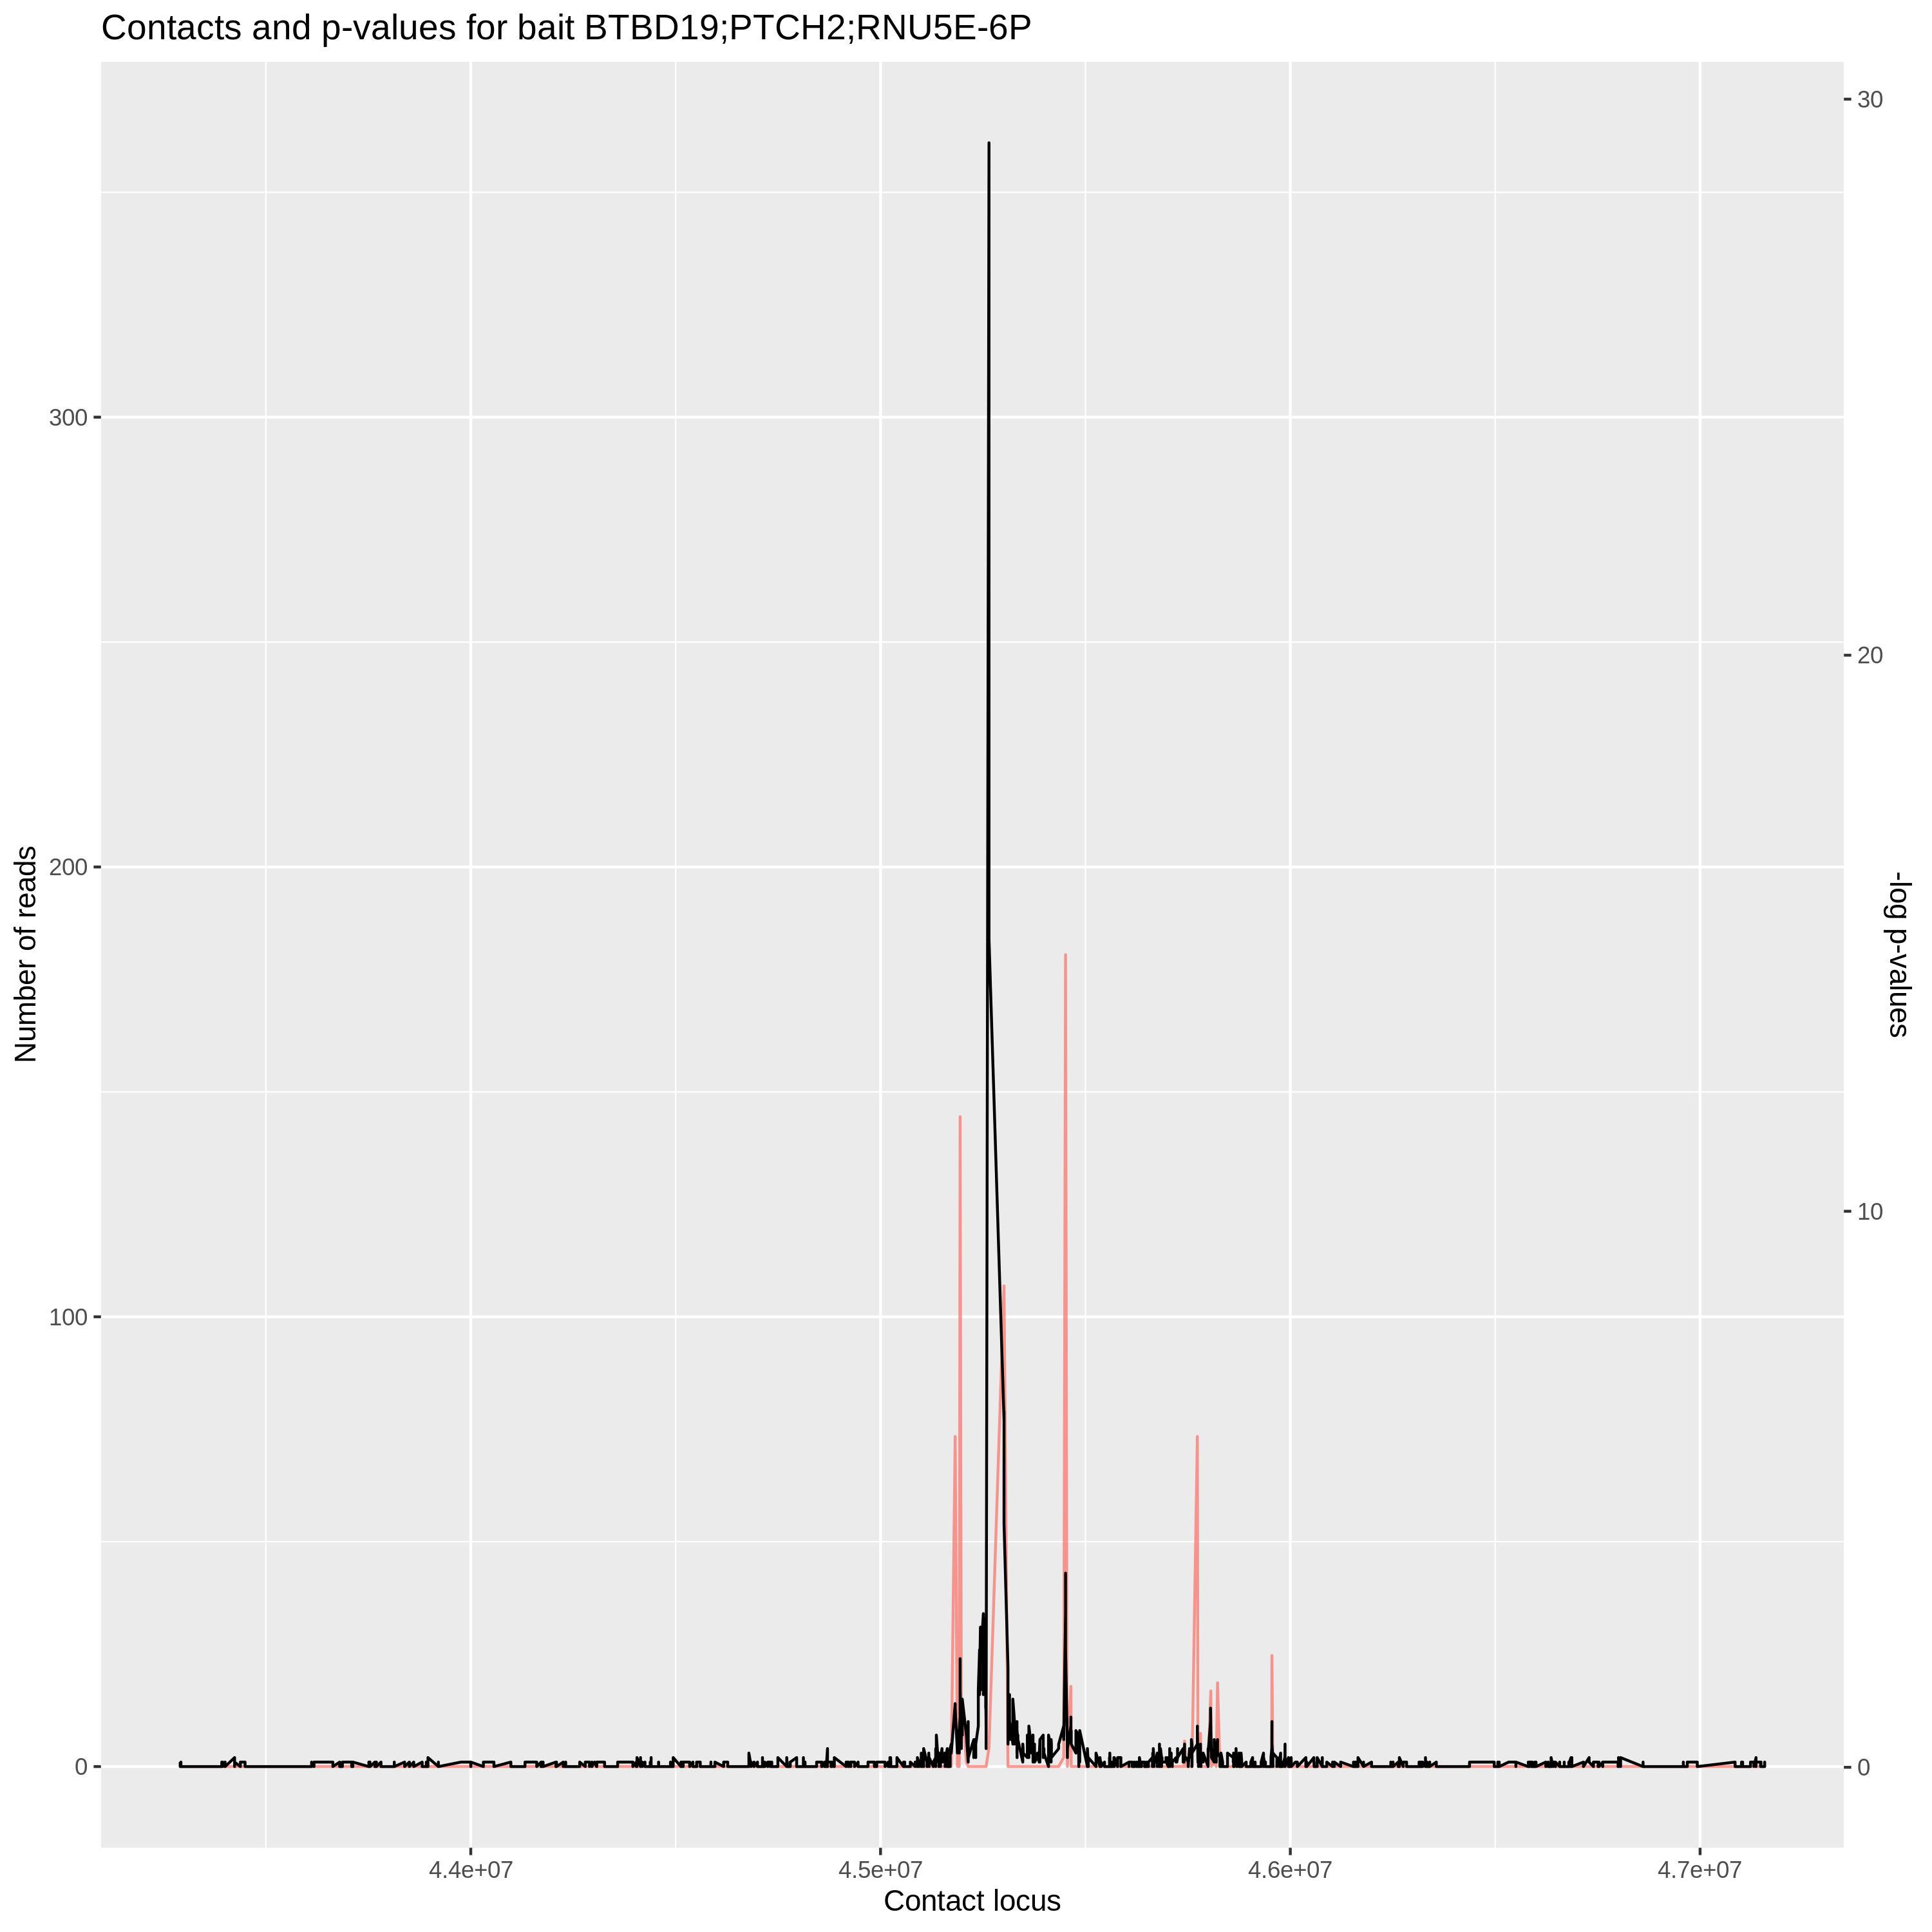 Contacts and p-values for bait BTBD19;PTCH2;RNU5E-6P
30
300
20
200
Number of reads
-log p-values
10
100
0
0
4.4e+07
4.5e+07
4.6e+07
4.7e+07
Contact locus